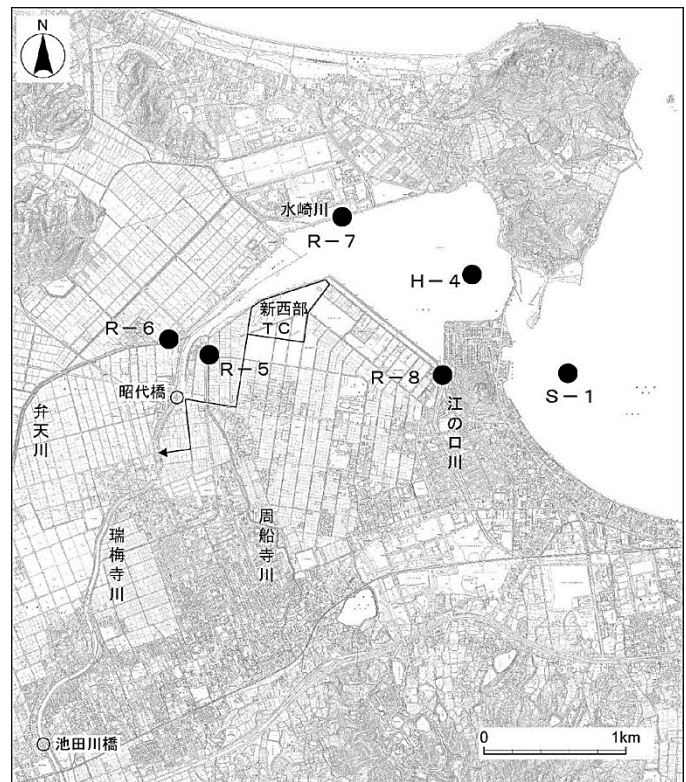 N
水崎川
R-7
H-4
新西部
TC
R-6
R-5
R-8
S-1
昭代橋
江の口川
弁天川
周船寺川
瑞梅寺川
池田川橋
0 1km